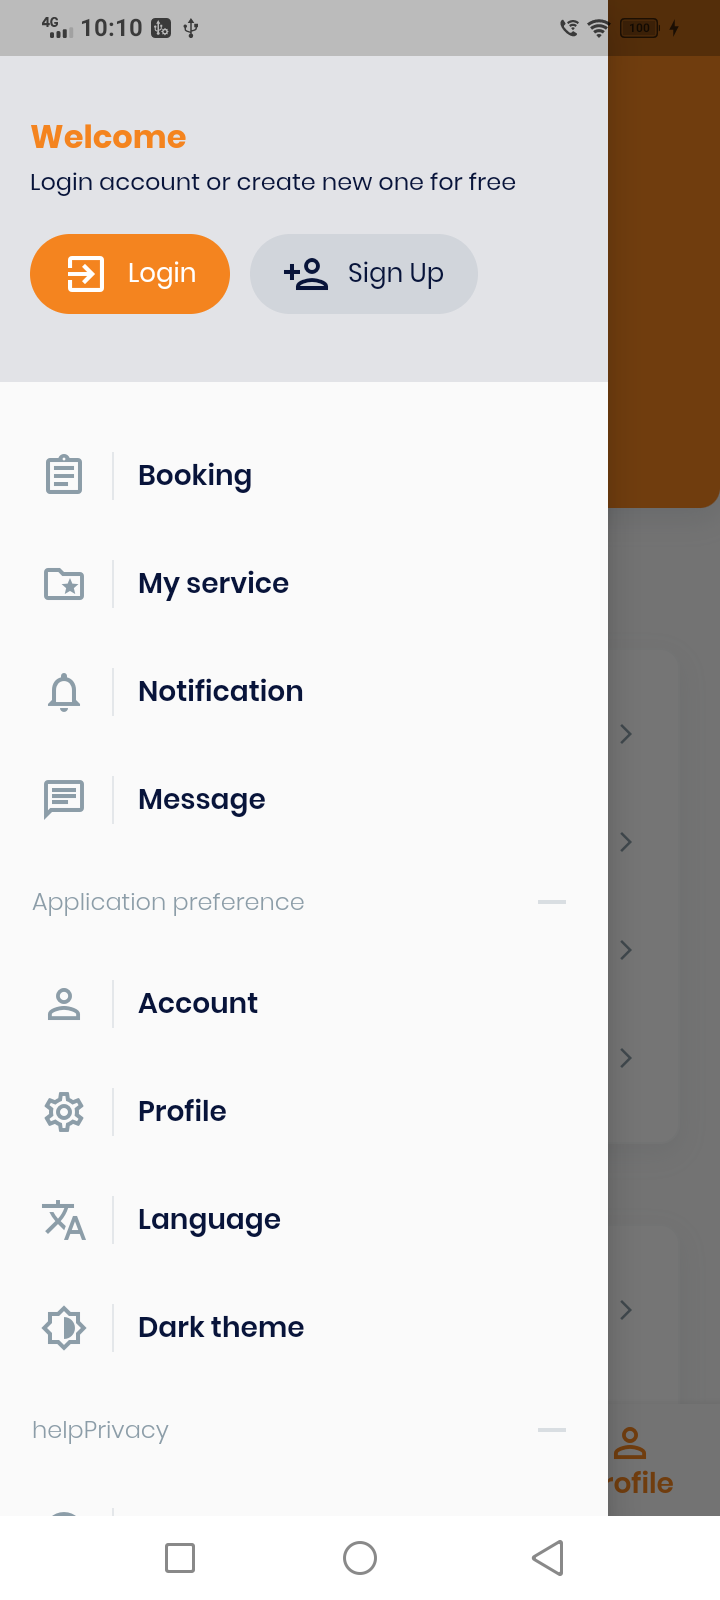 4G 10:10 100
Welcome
Login account or create new one for free
Login Sign Up
Booking
My service
Notification
Message
Application preference
Account
Profile
Language
Dark theme
helpPrivacy
rofile